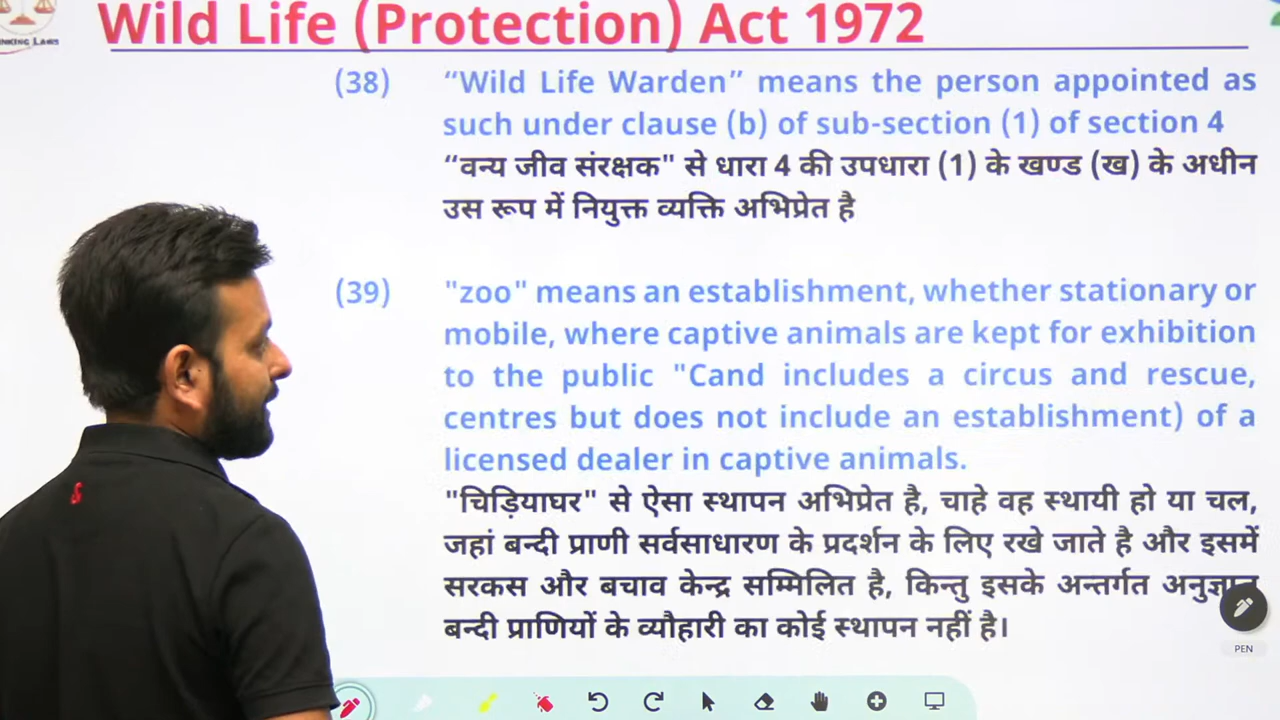 Wild Life (Protection) Act 1972
(38) “Wild Life Warden” means the person appointed as
such under clause (b) of sub-section (1) of section 4
“वन्य जीव संरक्षक" से धारा 4 की उपधारा (1) के खण्ड (ख) के अधीन
उस रूप में नियुक्त व्यक्ति अभिप्रेत है
(39) "zoo" means an establishment, whether stationary or
mobile, where captive animals are kept for exhibition
to the public "Cand includes a circus and rescue,
centres but does not include an establishment) of a
licensed dealer in captive animals.
"चिड़ियाघर" से ऐसा स्थापन अभिप्रेत है, चाहे वह स्थायी हो या चल,
जहां बन्दी प्राणी सर्वसाधारण के प्रदर्शन के लिए रखे जाते है और इसमें
सरकस और बचाव केन्द्र सम्मिलित है, किन्तु इसके अन्तर्गत
बन्दी प्राणियों के व्यौहारी का कोई स्थापन नहीं है।
PEN